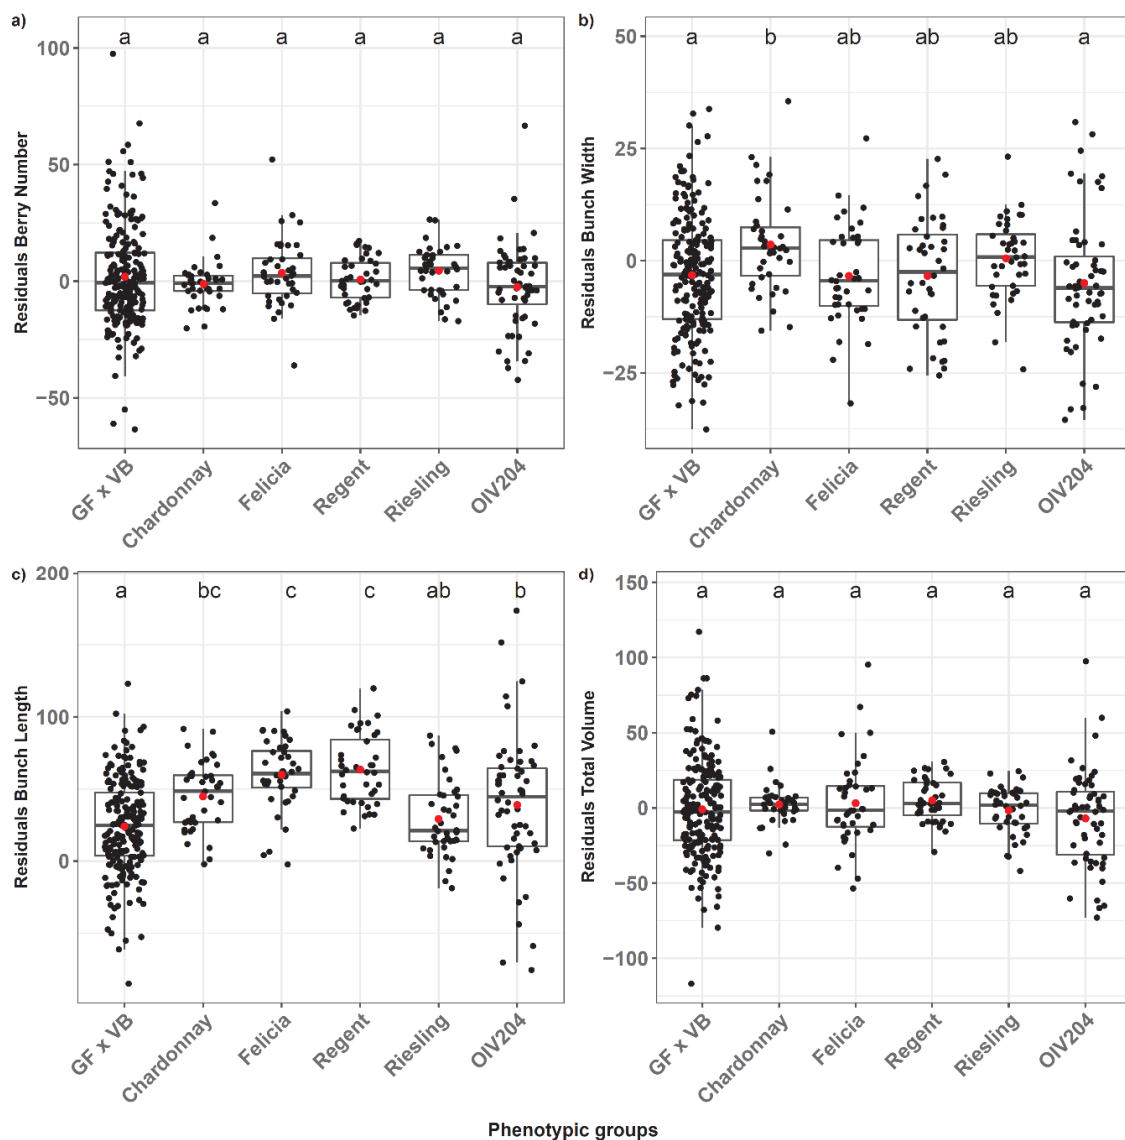 a)
a a a a a a
Residuals Berry Number
100
50
0
−50
GF x VB
Chardonnay
Felicia
Regent
Riesling
OIV204
b)
a b ab ab ab a
Residuals Bunch Width
50
25
0
−25
GF x VB
Chardonnay
Felicia
Regent
Riesling
OIV204
c)
a bc c c ab b
Residuals Bunch Length
200
100
0
GF x VB
Chardonnay
Felicia
Regent
Riesling
OIV204
d)
a a a a a a
Residuals Total Volume
150
100
50
0
−50
−100
GF x VB
Chardonnay
Felicia
Regent
Riesling
OIV204
Phenotypic groups